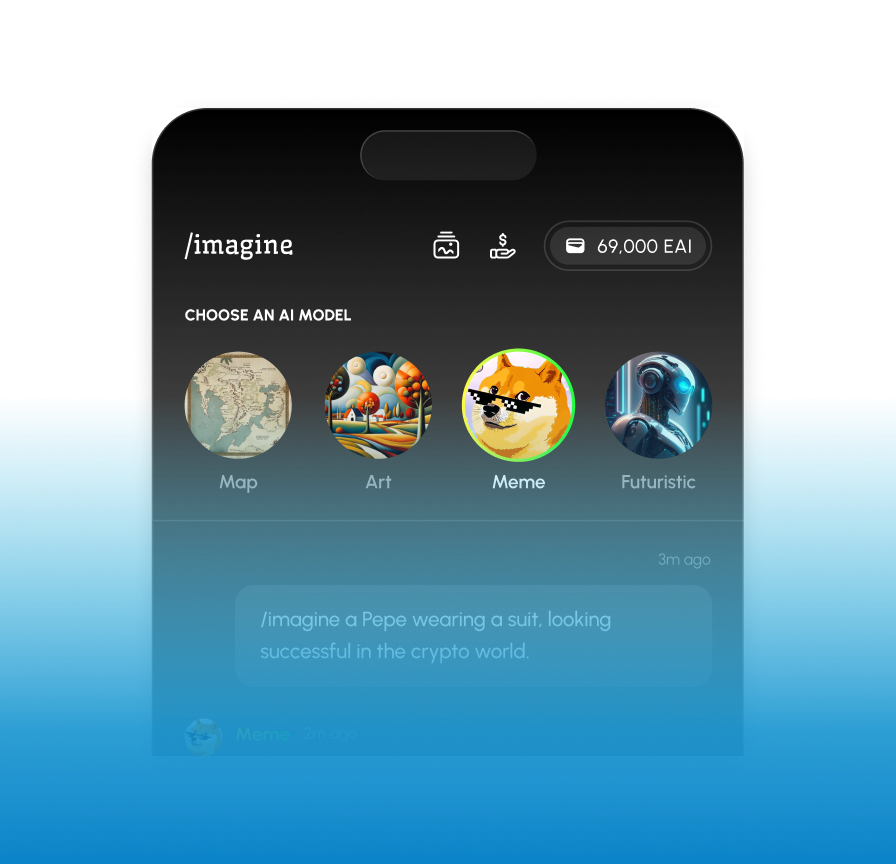 /imagine
69,000 EAI
CHOOSE AN AI MODEL
Map
Art
Meme
Futuristic
3m ago
/imagine a Pepe wearing a suit, looking
successful in the crypto world.
Meme 2m ago